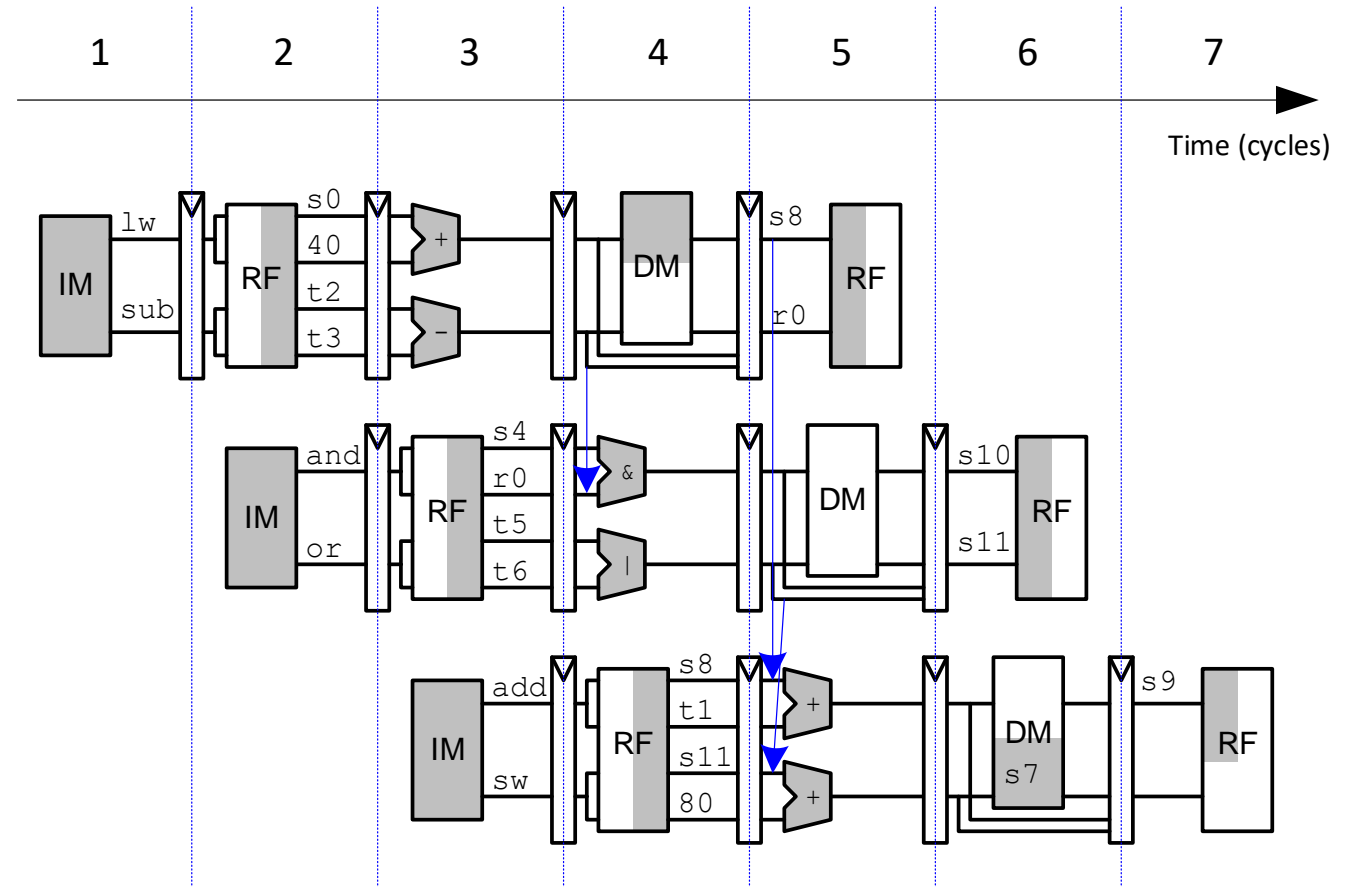 1 2 3 4 5 6 7
Time (cycles)
lw
sub
IM
RF
s0
40
t2
t3
+
-
DM
s8
r0
RF
and
or
IM
RF
s4
r0
t5
t6
&
|
DM
s10
s11
RF
add
sw
IM
RF
s8
t1
s11
80
+
+
DM
s7
s9
RF